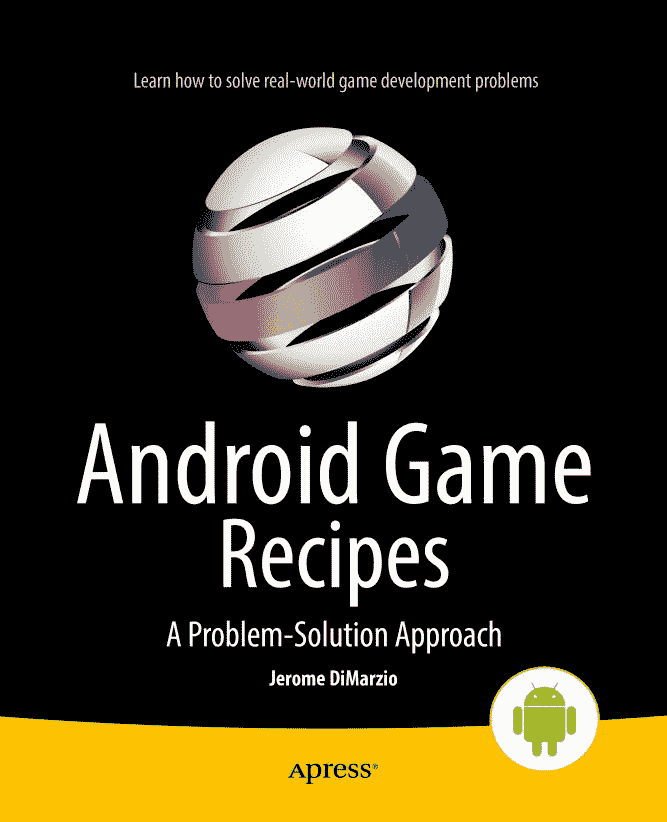 Learn how to solve real-world game development problems
Android Game
Recipes
A Problem-Solution Approach
Jerome DiMarzio
Apress®